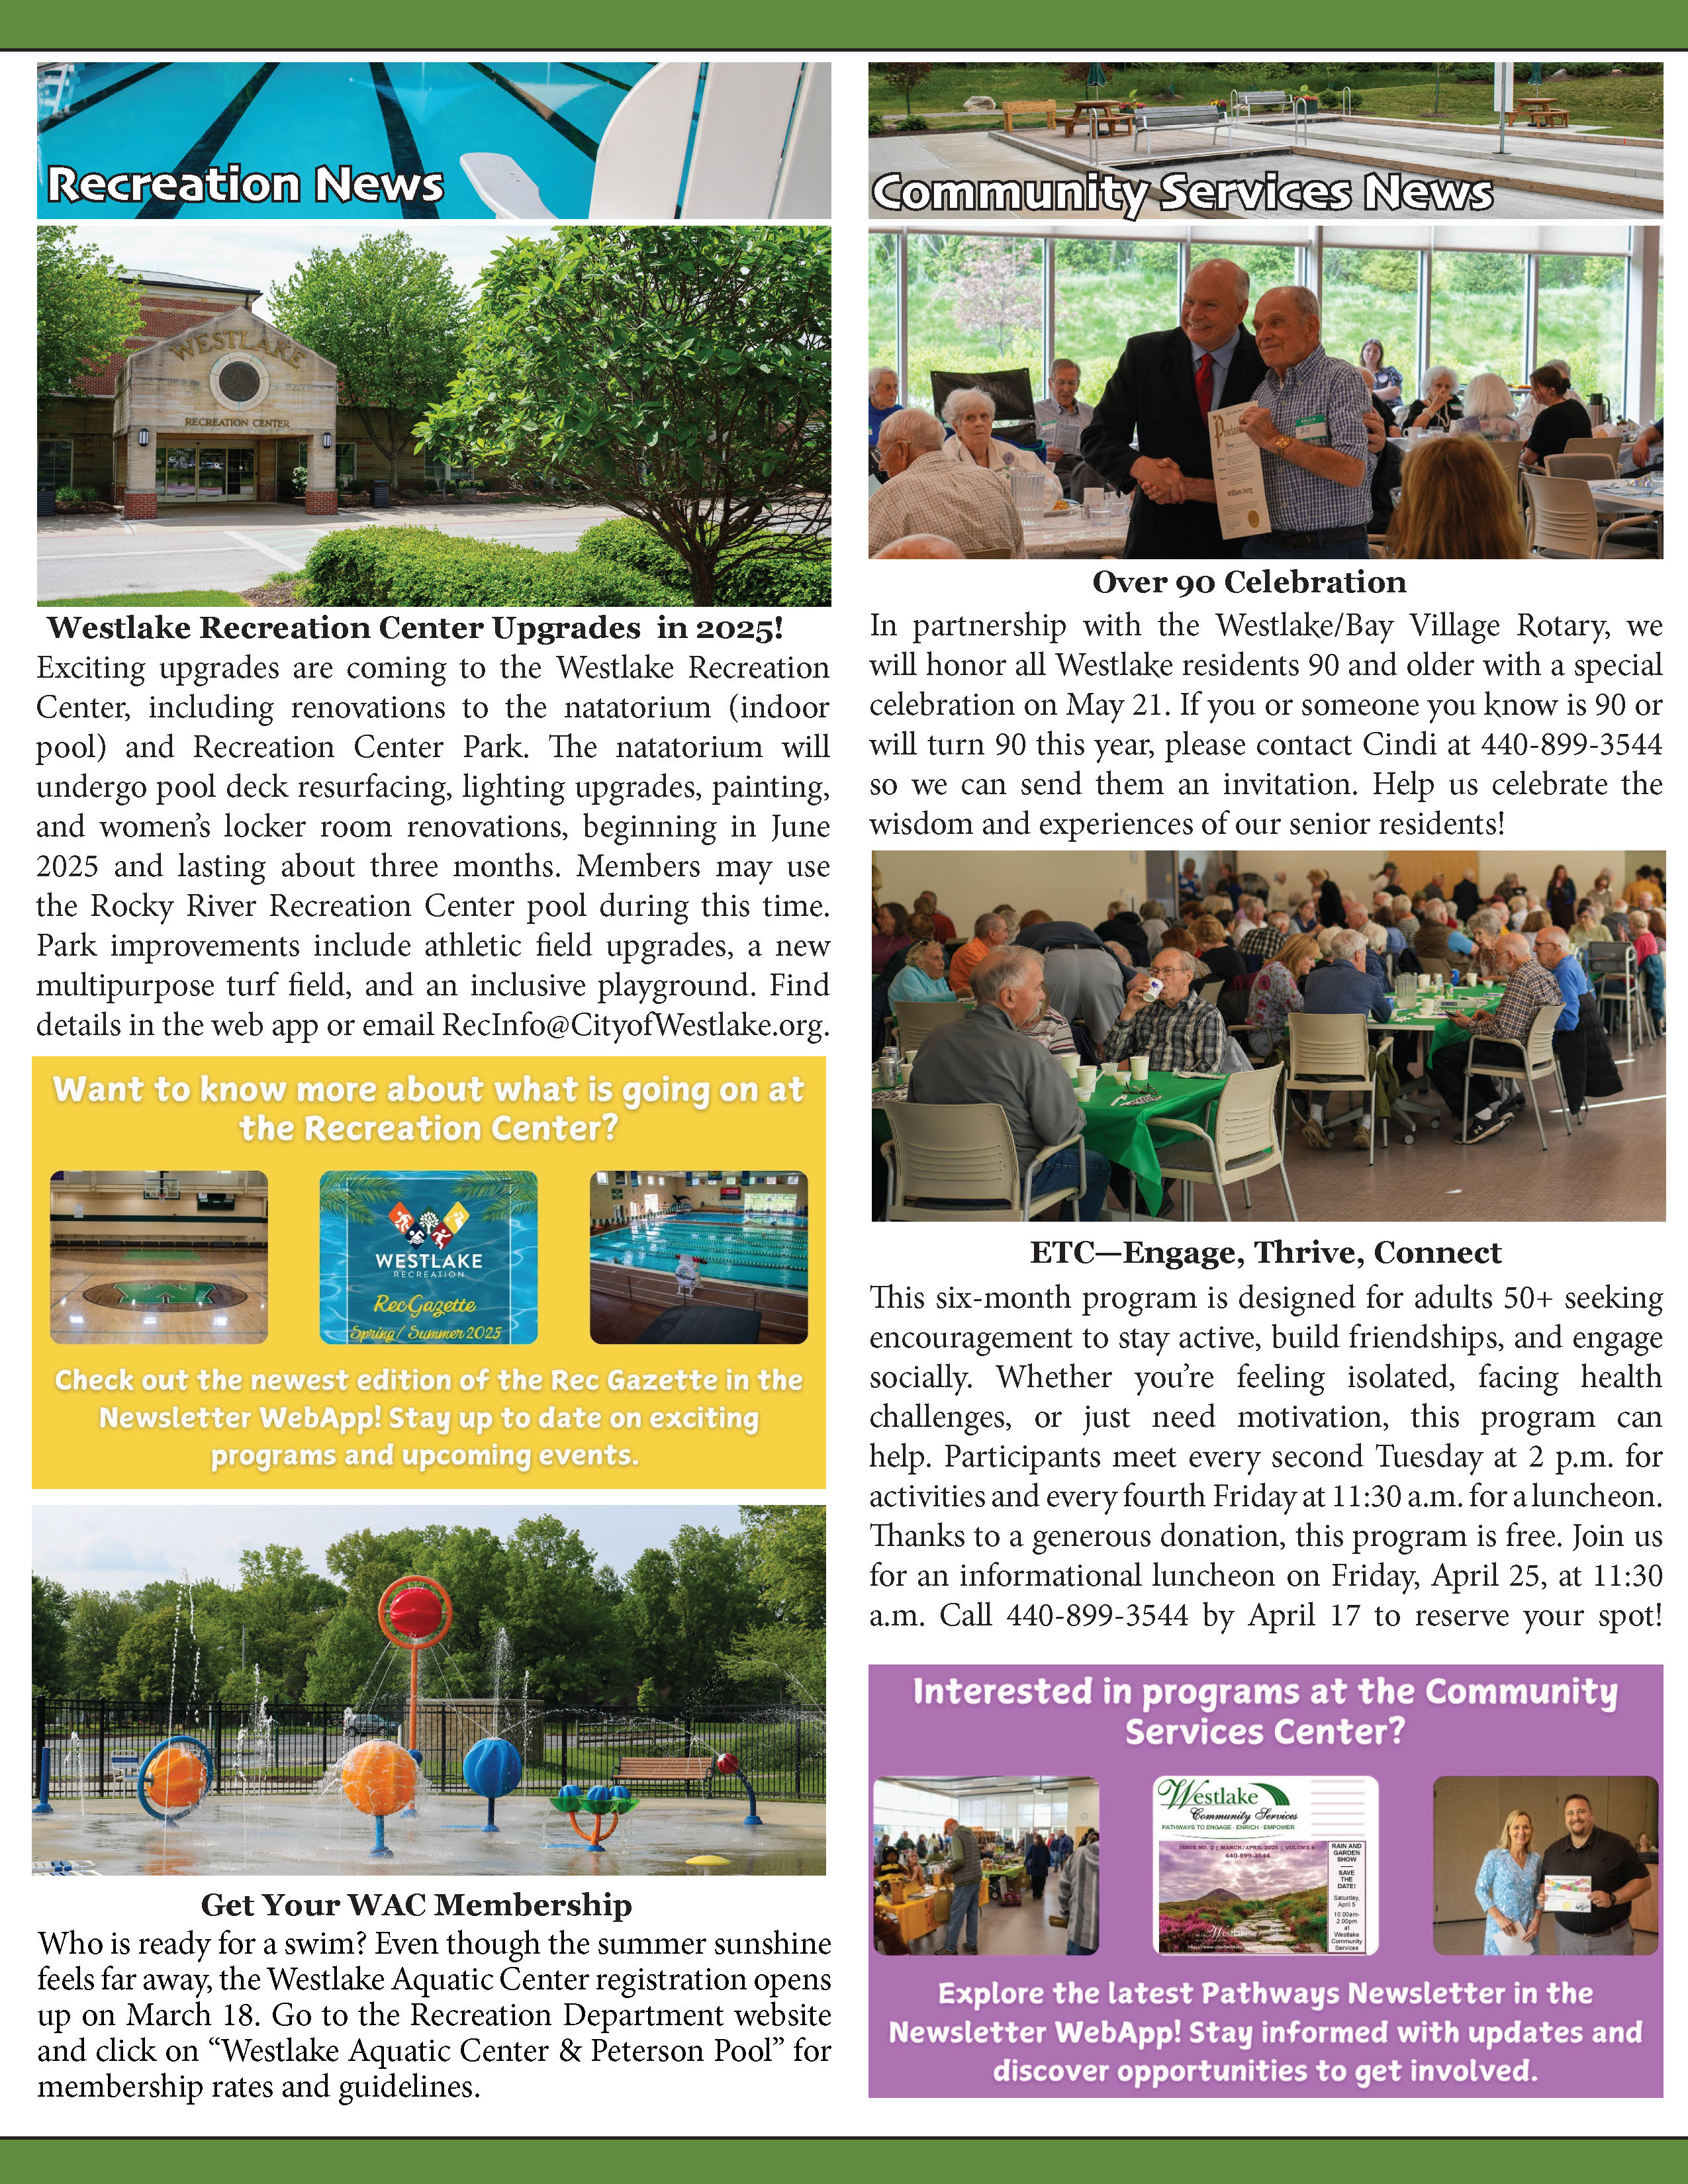 Recreation News
WESTLAKE
RECREATION CENTER
Westlake Recreation Center Upgrades in 2025!
Exciting upgrades are coming to the Westlake Recreation
Center, including renovations to the natatorium (indoor
pool) and Recreation Center Park. The natatorium will
undergo pool deck resurfacing, lighting upgrades, painting,
and women’s locker room renovations, beginning in June
2025 and lasting about three months. Members may use
the Rocky River Recreation Center pool during this time.
Park improvements include athletic field upgrades, a new
multipurpose turf field, and an inclusive playground. Find
details in the web app or email RecInfo@CityofWestlake.org.
Want to know more about what is going on at
the Recreation Center?
WESTLAKE
RECREATION
Rec Gazette
Spring/ Summer 2025
Check out the newest edition of the Rec Gazette in the
Newsletter WebApp! Stay up to date on exciting
programs and upcoming events.
Get Your WAC Membership
Who is ready for a swim? Even though the summer sunshine
feels far away, the Westlake Aquatic Center registration opens
up on March 18. Go to the Recreation Department website
and click on “Westlake Aquatic Center & Peterson Pool” for
membership rates and guidelines.
Community Services News
Over 90 Celebration
In partnership with the Westlake/Bay Village Rotary, we
will honor all Westlake residents 90 and older with a special
celebration on May 21. If you or someone you know is 90 or
will turn 90 this year, please contact Cindi at 440-899-3544
so we can send them an invitation. Help us celebrate the
wisdom and experiences of our senior residents!
ETC—Engage, Thrive, Connect
This six-month program is designed for adults 50+ seeking
encouragement to stay active, build friendships, and engage
socially. Whether you’re feeling isolated, facing health
challenges, or just need motivation, this program can
help. Participants meet every second Tuesday at 2 p.m. for
activities and every fourth Friday at 11:30 a.m. for a luncheon.
Thanks to a generous donation, this program is free. Join us
for an informational luncheon on Friday, April 25, at 11:30
a.m. Call 440-899-3544 by April 17 to reserve your spot!
Interested in programs at the Community
Services Center?
Westlake
Community Services
PATHWAYS TO ENGAGE · ENRICH · EMPOWER
ISSUE NO. 2 | MARCH/APRIL 2025 | VOLUME 6
440-899-3544
RAIN AND
GARDEN
SHOW
SAVE
THE
DATE!
Saturday,
April 5
10:00am-
2:00pm
at
Westlake
Community
Services
Explore the latest Pathways Newsletter in the
Newsletter WebApp! Stay informed with updates and
discover opportunities to get involved.